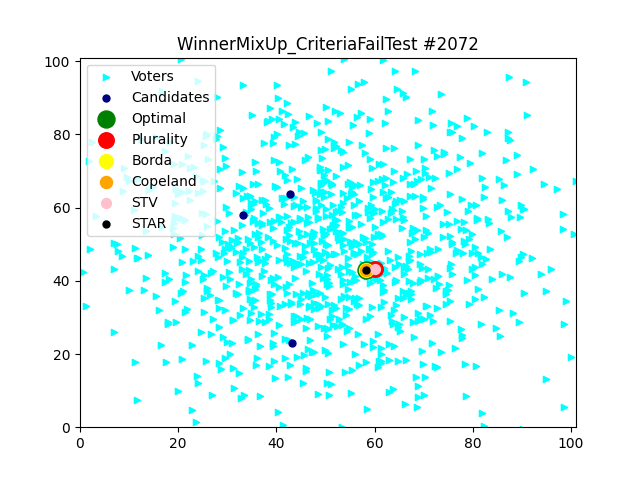 WinnerMixUp_CriteriaFailTest #2072
100
80
60
40
20
0
Voters
Candidates
Optimal
Plurality
Borda
Copeland
STV
STAR
0 20 40 60 80 100